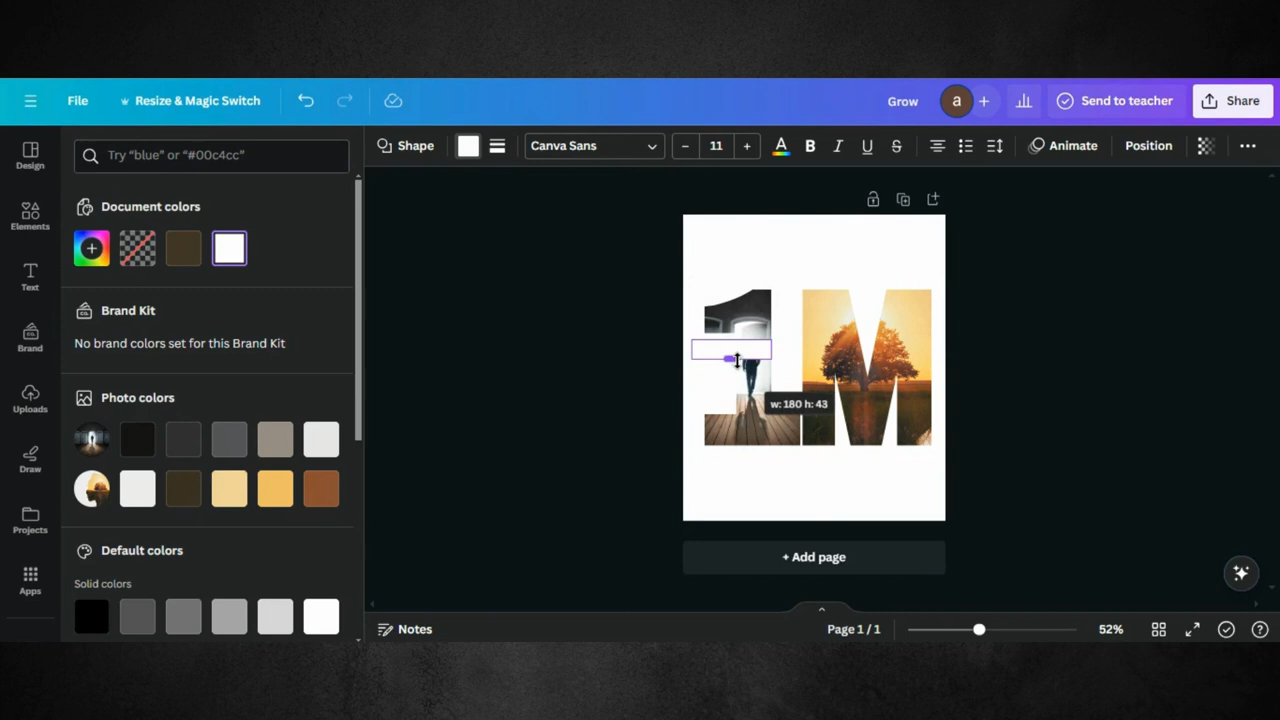 File
Resize & Magic Switch
Grow
a
Send to teacher
Share
Design
Elements
Text
Brand
Uploads
Draw
Projects
Apps
Try “blue” or “#00c4cc”
Document colors
Brand Kit
No brand colors set for this Brand Kit
Photo colors
Default colors
Solid colors
Shape
Canva Sans
– 11 +
A B I U S
Animate
Position
1M
w: 180 h: 43
+ Add page
Notes
Page 1 / 1
52%